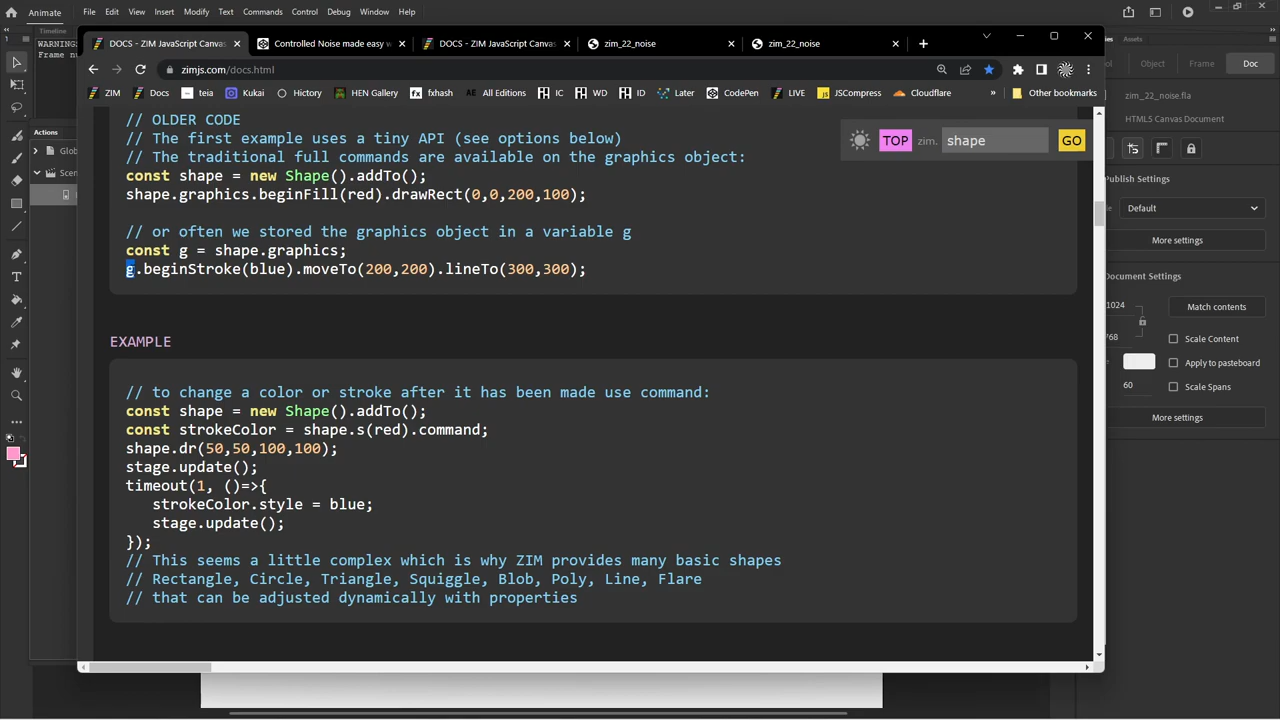 Animate
File
Edit
View
Insert
Modify
Text
Commands
Control
Debug
Window
Help
Timeline
WARNING
Frame nu
Actions
Glob
Scen
DOCS - ZIM JavaScript Canvas
Controlled Noise made easy w
DOCS - ZIM JavaScript Canvas
zim_22_noise
zim_22_noise
zimjs.com/docs.html
ZIM
Docs
teia
Kukai
Hictory
HEN Gallery
fxhash
All Editions
IC
WD
ID
Later
CodePen
LIVE
JSCompress
Cloudflare
»
Other bookmarks
TOP
zim.
shape
GO
// OLDER CODE
// The first example uses a tiny API (see options below)
// The traditional full commands are available on the graphics object:
const shape = new Shape().addTo();
shape.graphics.beginFill(red).drawRect(0,0,200,100);
// or often we stored the graphics object in a variable g
const g = shape.graphics;
g.beginStroke(blue).moveTo(200,200).lineTo(300,300);
EXAMPLE
// to change a color or stroke after it has been made use command:
const shape = new Shape().addTo();
const strokeColor = shape.s(red).command;
shape.dr(50,50,100,100);
stage.update();
timeout(1, ()=>{
strokeColor.style = blue;
stage.update();
});
// This seems a little complex which is why ZIM provides many basic shapes
// Rectangle, Circle, Triangle, Squiggle, Blob, Poly, Line, Flare
// that can be adjusted dynamically with properties
ies
Assets
ol
Object
Frame
Doc
zim_22_noise.fla
HTML5 Canvas Document
Publish Settings
Default
More settings
Document Settings
1024
Match contents
768
Scale Content
Apply to pasteboard
60
Scale Spans
More settings